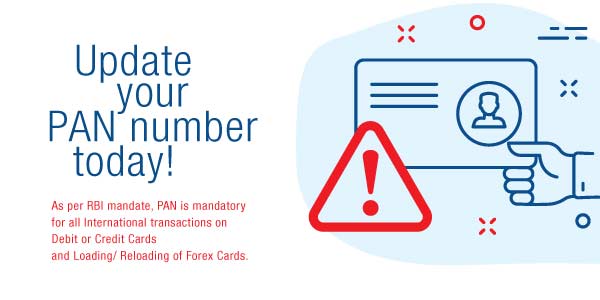 Update
your
PAN number
today!
As per RBI mandate, PAN is mandatory
for all International transactions on
Debit or Credit Cards
and Loading/ Reloading of Forex Cards.